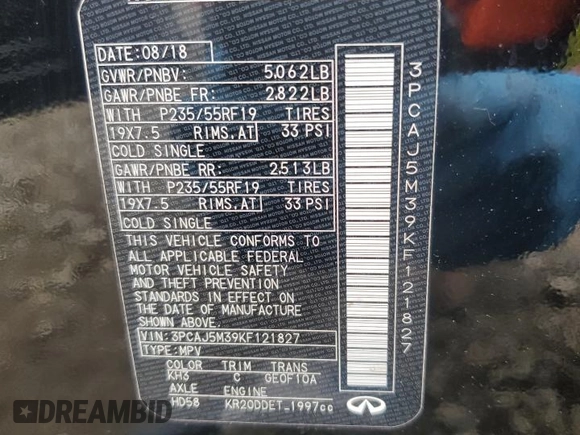 DATE: 08/18
GVWR/PNBV: 5062LB
GAWR/PNBE FR: 2822LB
WITH P235/55RF19 TIRES
19X7.5 RIMS,AT 33 PSI
COLD SINGLE
GAWR/PNBE RR: 2513LB
WITH P235/55RF19 TIRES
19X7.5 RIMS,AT 33 PSI
COLD SINGLE
THIS VEHICLE CONFORMS TO
ALL APPLICABLE FEDERAL
MOTOR VEHICLE SAFETY
AND THEFT PREVENTION
STANDARDS IN EFFECT ON
THE DATE OF MANUFACTURE
SHOWN ABOVE.
VIN: 3PCAJ5M39KF121827
TYPE: MPV
COLOR TRIM TRANS
KH3 C GE0F10A
AXLE ENGINE
HD58 KR20DDET-1997cc
3PCAJ5M39KF121827
AUTOBIDMASTER